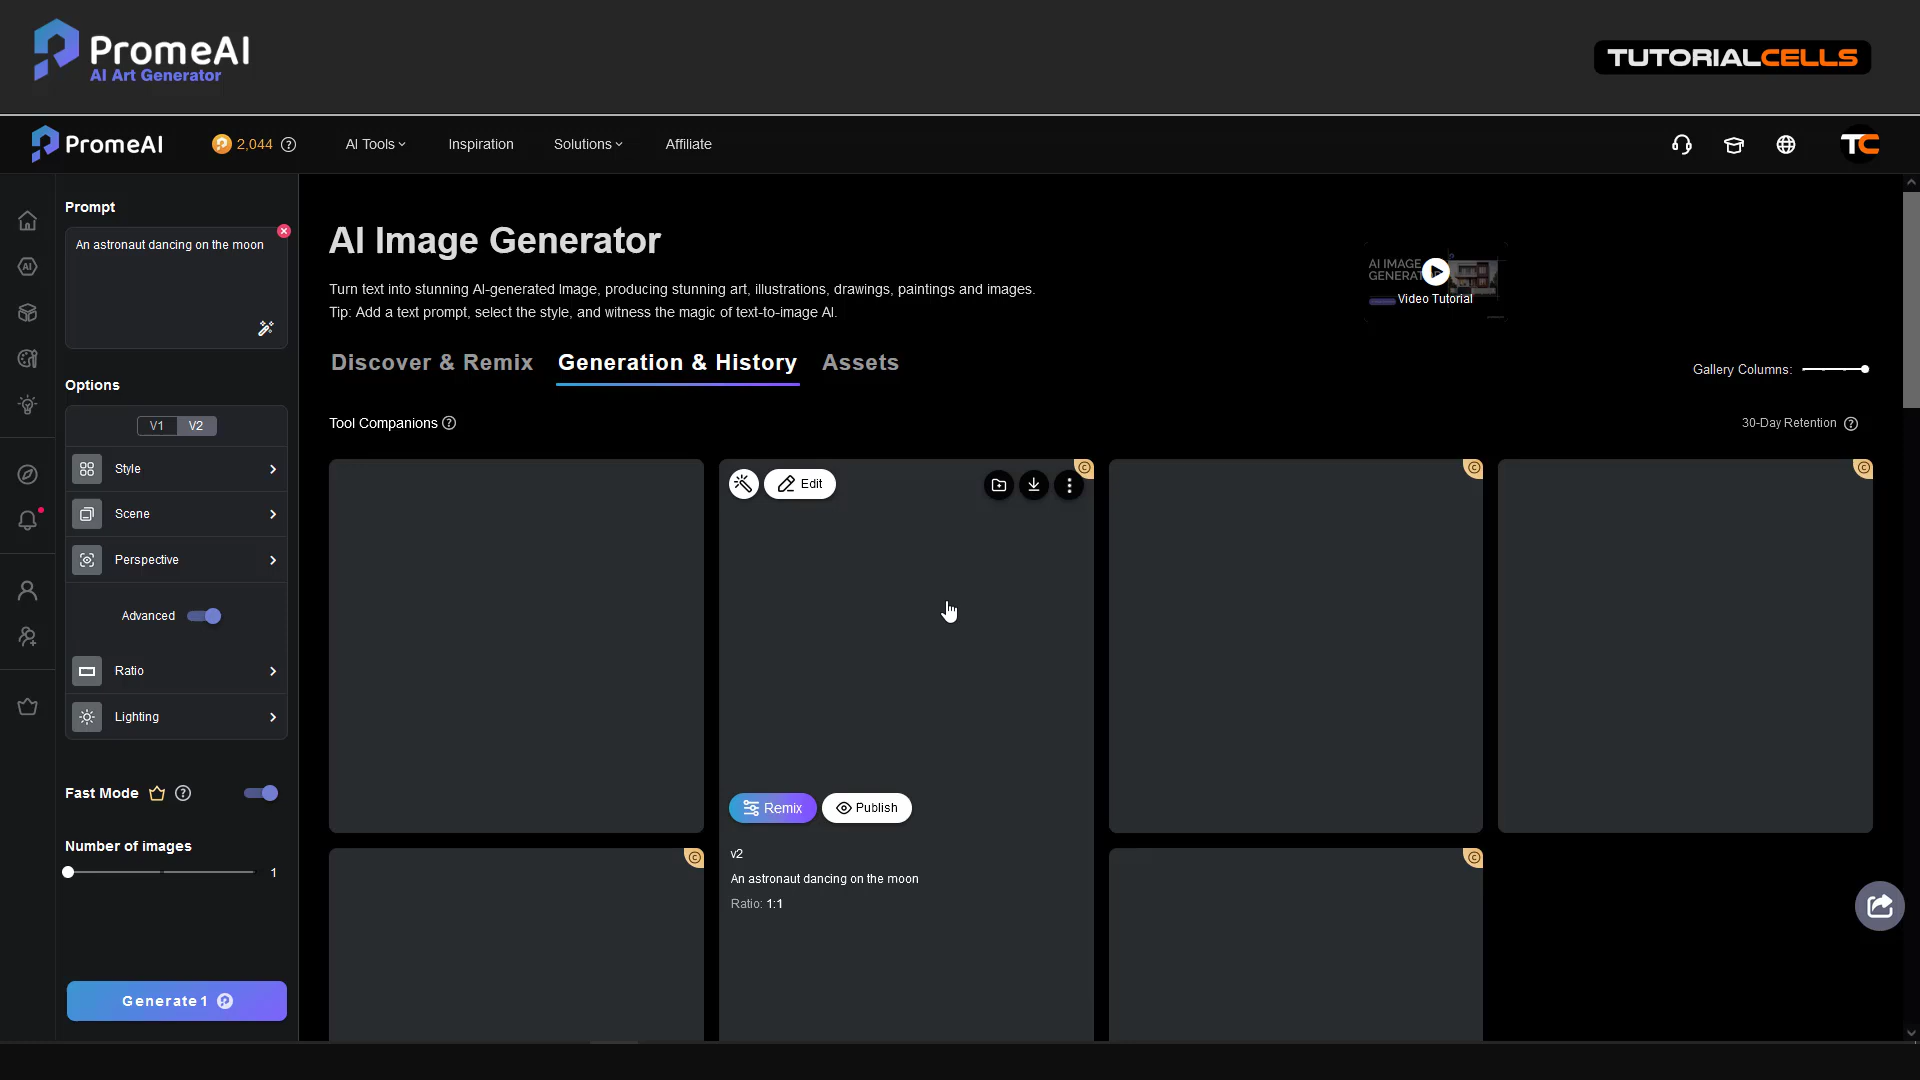 PromeAI
AI Art Generator
TUTORIALCELLS
PromeAI
2,044
AI Tools
Inspiration
Solutions
Affiliate
TC
Prompt
An astronaut dancing on the moon
Options
V1
V2
Style
Scene
Perspective
Advanced
Ratio
Lighting
Fast Mode
Number of images
1
Generate 1
AI Image Generator
Turn text into stunning AI-generated Image, producing stunning art, illustrations, drawings, paintings and images.
Tip: Add a text prompt, select the style, and witness the magic of text-to-image AI.
AI IMAGE
GENERAT
Video Tutorial
Discover & Remix
Generation & History
Assets
Gallery Columns:
Tool Companions
30-Day Retention
Edit
Remix
Publish
v2
An astronaut dancing on the moon
Ratio: 1:1